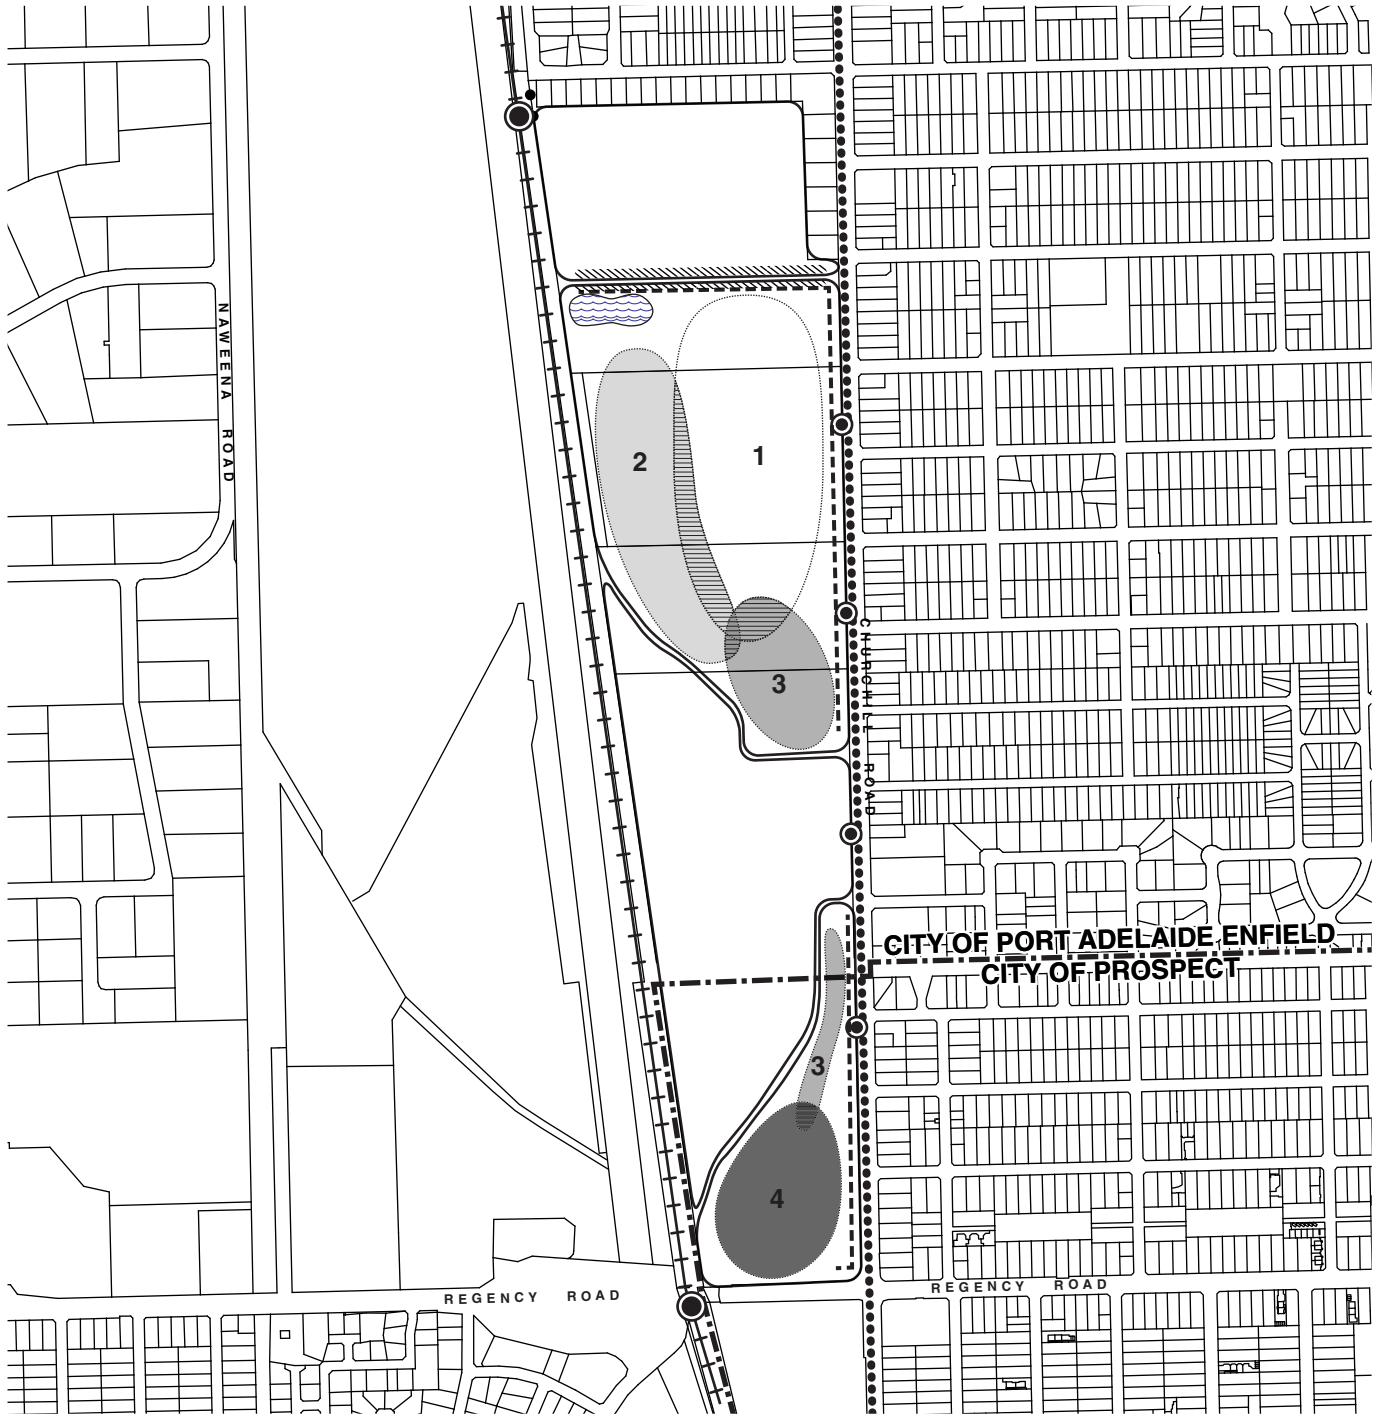 NAWEENA ROAD
2
1
3
CHURCHILL ROAD
CITY OF PORT ADELAIDE ENFIELD
CITY OF PROSPECT
3
4
REGENCY ROAD
REGENCY ROAD